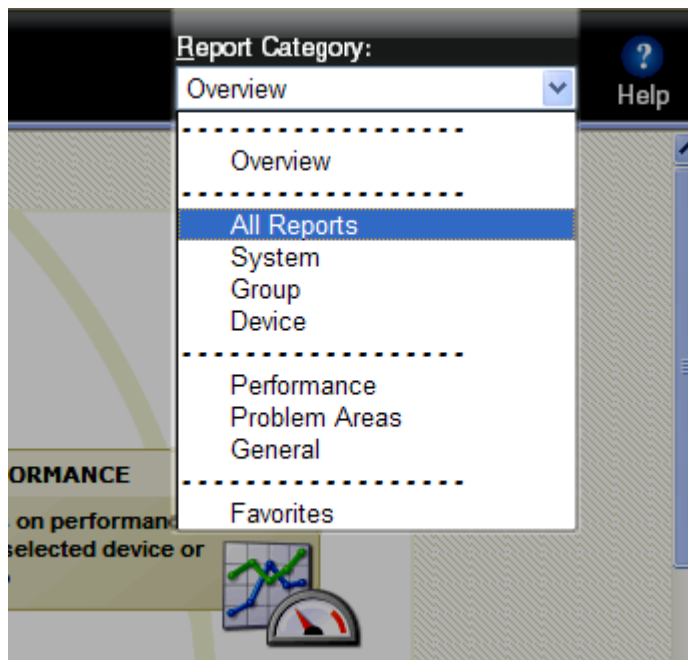 Report Category:
Overview
?
Help
------------------
Overview
------------------
All Reports
System
Group
Device
------------------
Performance
Problem Areas
General
------------------
Favorites
ORMANCE
on performan
selected device or